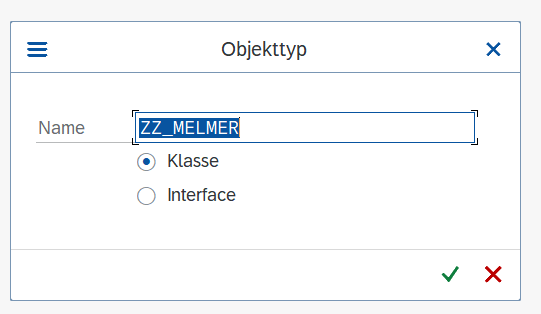 Objekttyp
Name ZZ_MELMER
Klasse
Interface